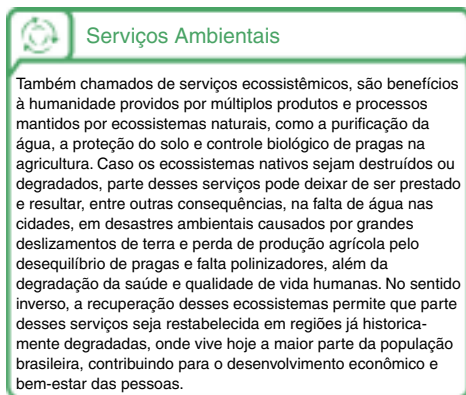 Serviços Ambientais
Também chamados de serviços ecossistêmicos, são benefícios
à humanidade providos por múltiplos produtos e processos
mantidos por ecossistemas naturais, como a purificação da
água, a proteção do solo e controle biológico de pragas na
agricultura. Caso os ecossistemas nativos sejam destruídos ou
degradados, parte desses serviços pode deixar de ser prestado
e resultar, entre outras consequências, na falta de água nas
cidades, em desastres ambientais causados por grandes
deslizamentos de terra e perda de produção agrícola pelo
desequilíbrio de pragas e falta polinizadores, além da
degradação da saúde e qualidade de vida humanas. No sentido
inverso, a recuperação desses ecossistemas permite que parte
desses serviços seja restabelecida em regiões já historica-
mente degradadas, onde vive hoje a maior parte da população
brasileira, contribuindo para o desenvolvimento econômico e
bem-estar das pessoas.